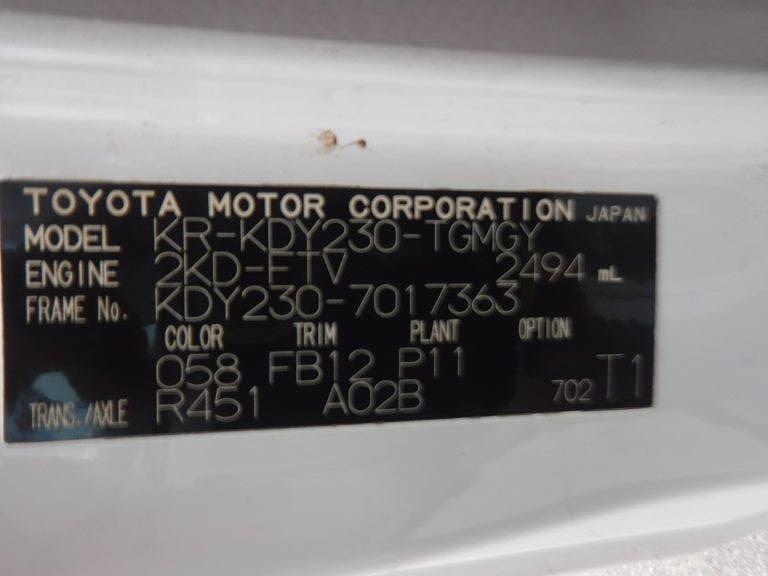 TOYOTA MOTOR CORPORATION JAPAN
MODEL KR-KDY230-TGMGY
ENGINE 2KD-FTV 2494 mL
FRAME No. KDY230-7017363
COLOR TRIM PLANT OPTION
058 FB12 P11
TRANS./AXLE R451 A02B 702 T1